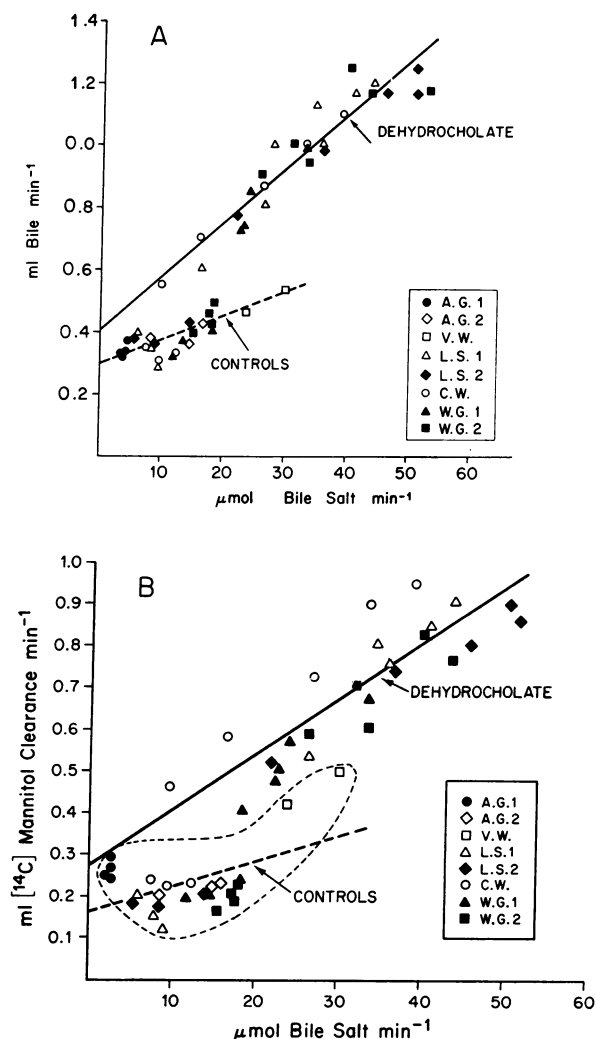 A
1.4
1.2
0.0
0.8
0.6
0.4
0.2
ml Bile min⁻¹
DEHYDROCHOLATE
CONTROLS
● A.G. 1
◇ A.G. 2
□ V.W.
△ L.S. 1
◆ L.S. 2
○ C.W.
▲ W.G. 1
■ W.G. 2
10 20 30 40 50 60
μmol Bile Salt min⁻¹
B
1.0
0.9
0.8
0.7
0.6
0.5
0.4
0.3
0.2
0.1
ml [¹⁴C] Mannitol Clearance min⁻¹
DEHYDROCHOLATE
CONTROLS
● A.G.1
◇ A.G.2
□ V.W.
△ L.S.1
◆ L.S.2
○ C.W.
▲ W.G.1
■ W.G.2
10 20 30 40 50 60
μmol Bile Salt min⁻¹